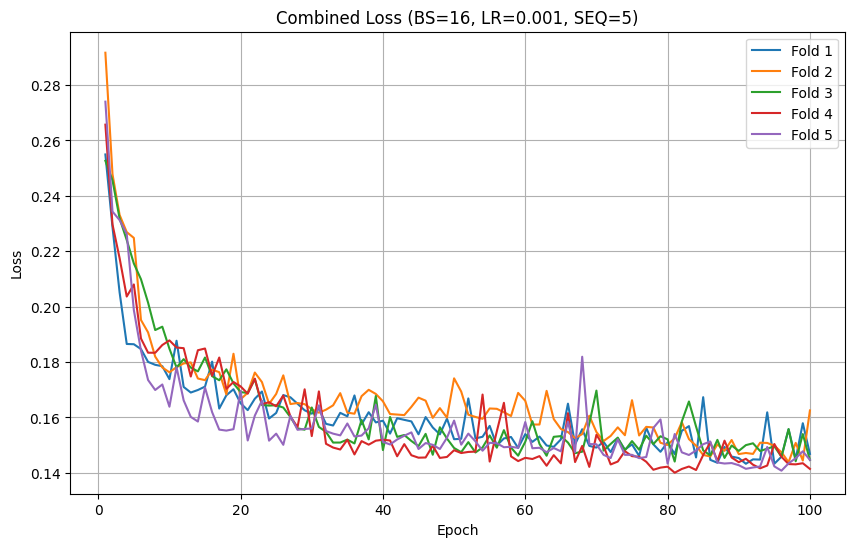 Combined Loss (BS=16, LR=0.001, SEQ=5)
Fold 1
Fold 2
Fold 3
Fold 4
Fold 5
Loss
0.28
0.26
0.24
0.22
0.20
0.18
0.16
0.14
0
20
40
60
80
100
Epoch